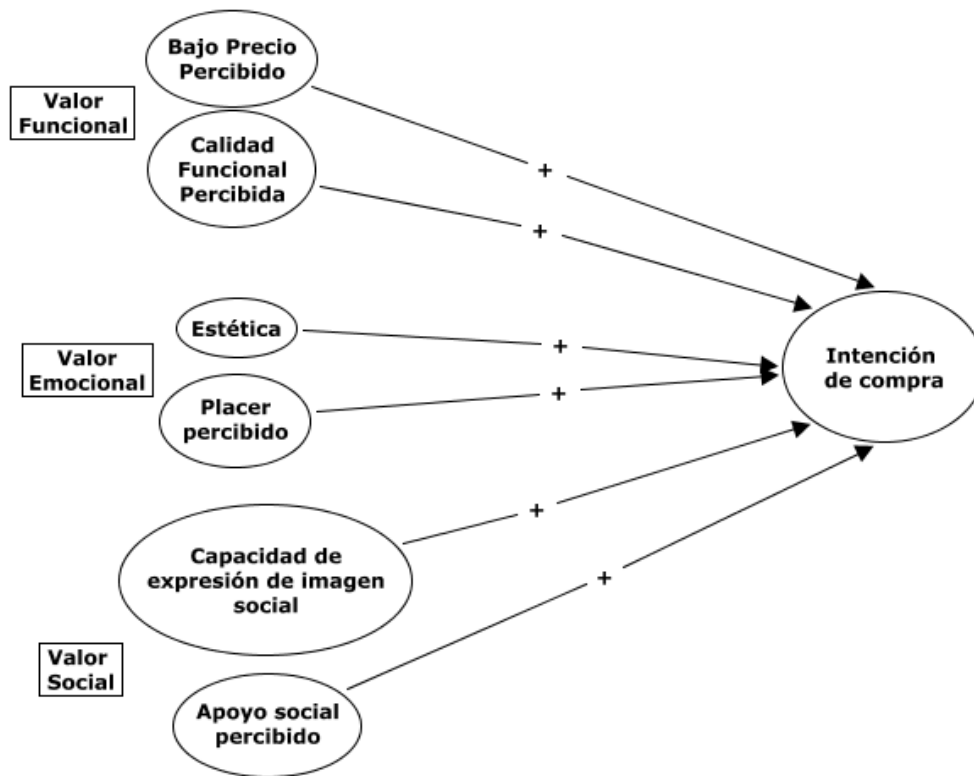 Bajo Precio
Percibido
Valor
Funcional
Calidad
Funcional
Percibida
+
+
Estética
Valor
Emocional
Placer
percibido
+
+
Intención
de compra
Capacidad de
expresión de imagen
social
+
+
Valor
Social
Apoyo social
percibido